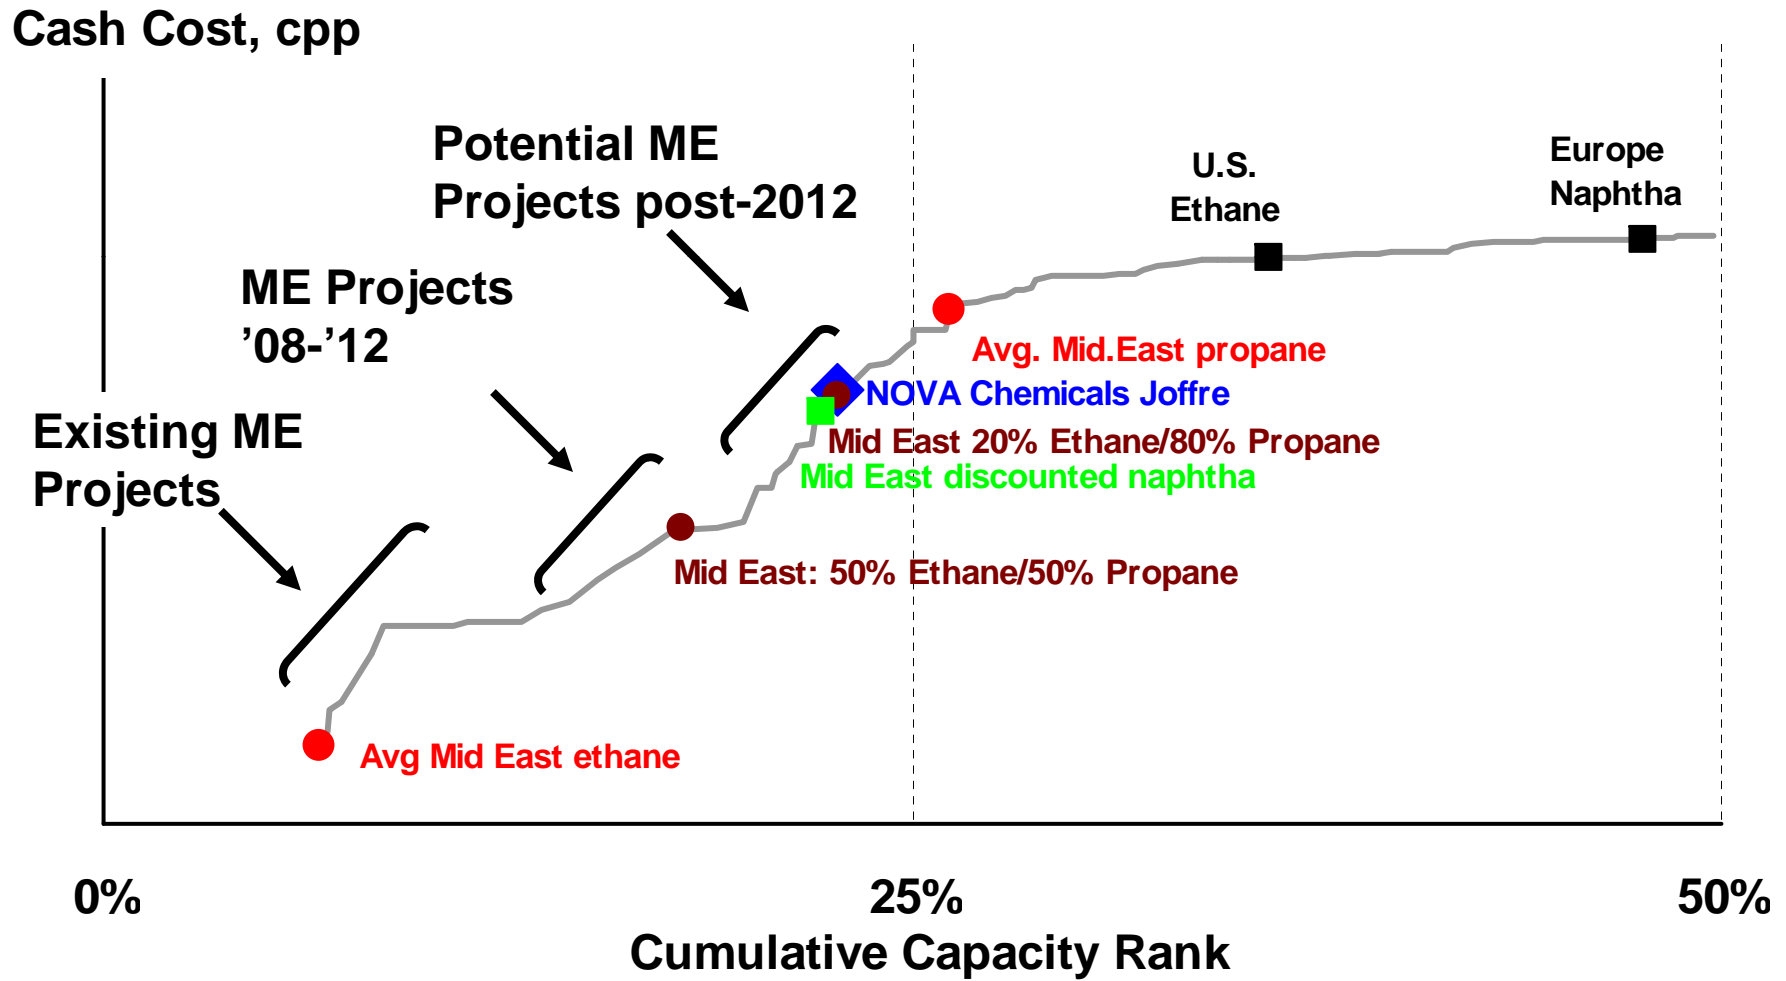 Cash Cost, cpp
Potential ME
Projects post-2012
U.S.
Ethane
Europe
Naphtha
ME Projects
’08-’12
Avg. Mid.East propane
NOVA Chemicals Joffre
Existing ME
Projects
Mid East 20% Ethane/80% Propane
Mid East discounted naphtha
Mid East: 50% Ethane/50% Propane
Avg Mid East ethane
0%
25%
50%
Cumulative Capacity Rank